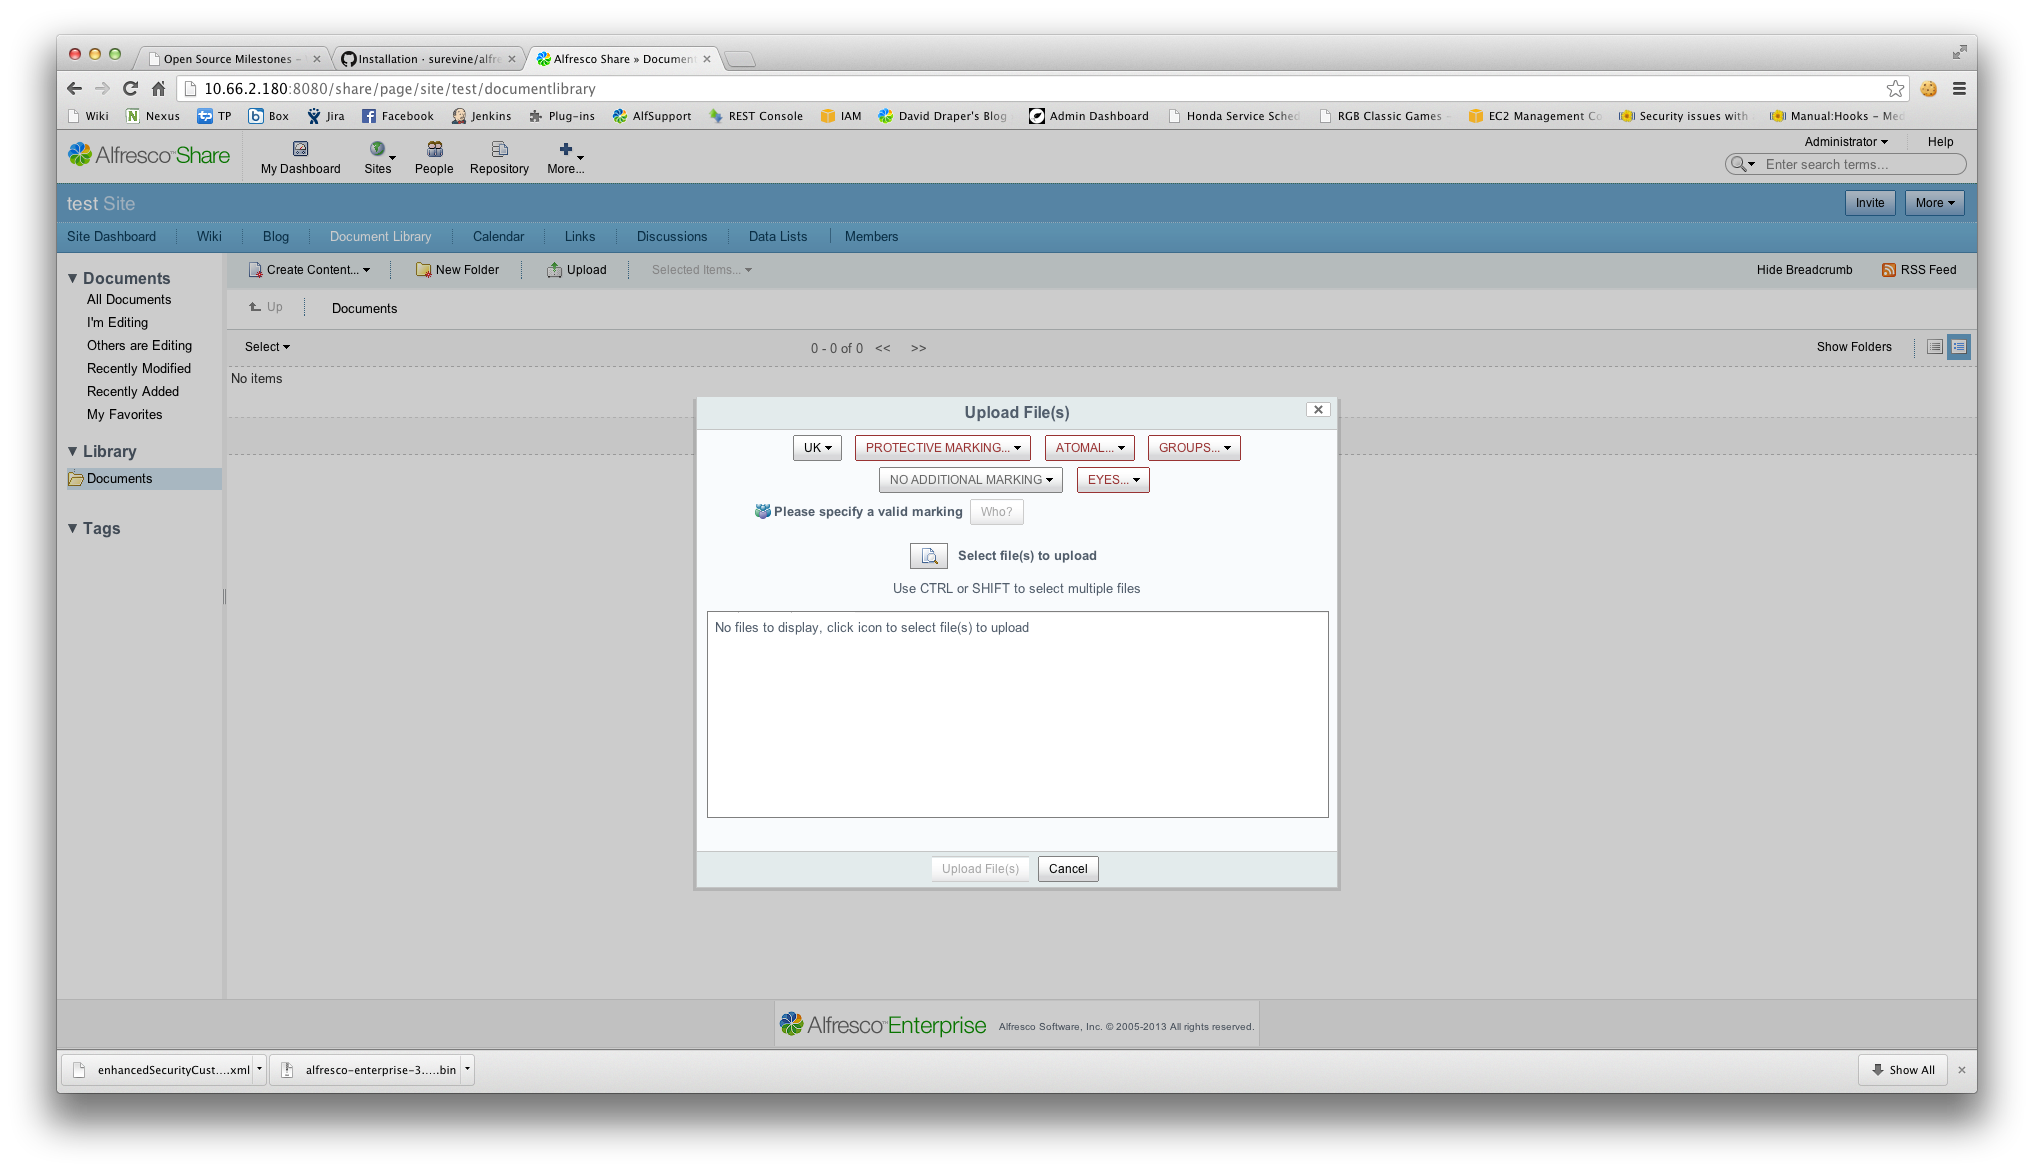 Open Source Milestones –
Installation · surevine/alfre
Alfresco Share » Document
10.66.2.180:8080/share/page/site/test/documentlibrary
Wiki Nexus TP Box Jira Facebook Jenkins Plug-ins AlfSupport REST Console IAM David Draper's Blog Admin Dashboard Honda Service Sched RGB Classic Games – EC2 Management Co Security issues with Manual:Hooks – Med
Alfresco Share
My Dashboard Sites People Repository More...
Administrator Help
Enter search terms...
test Site
Invite More
Site Dashboard Wiki Blog Document Library Calendar Links Discussions Data Lists Members
Documents
All Documents
I'm Editing
Others are Editing
Recently Modified
Recently Added
My Favorites
Library
Documents
Tags
Create Content... New Folder Upload Selected Items... Hide Breadcrumb RSS Feed
Up Documents
Select 0 - 0 of 0 << >> Show Folders
No items
Upload File(s)
UK PROTECTIVE MARKING... ATOMAL... GROUPS...
NO ADDITIONAL MARKING EYES...
Please specify a valid marking Who?
Select file(s) to upload
Use CTRL or SHIFT to select multiple files
No files to display, click icon to select file(s) to upload
Upload File(s) Cancel
Alfresco™Enterprise Alfresco Software, Inc. © 2005-2013 All rights reserved.
enhancedSecurityCust....xml alfresco-enterprise-3.....bin Show All